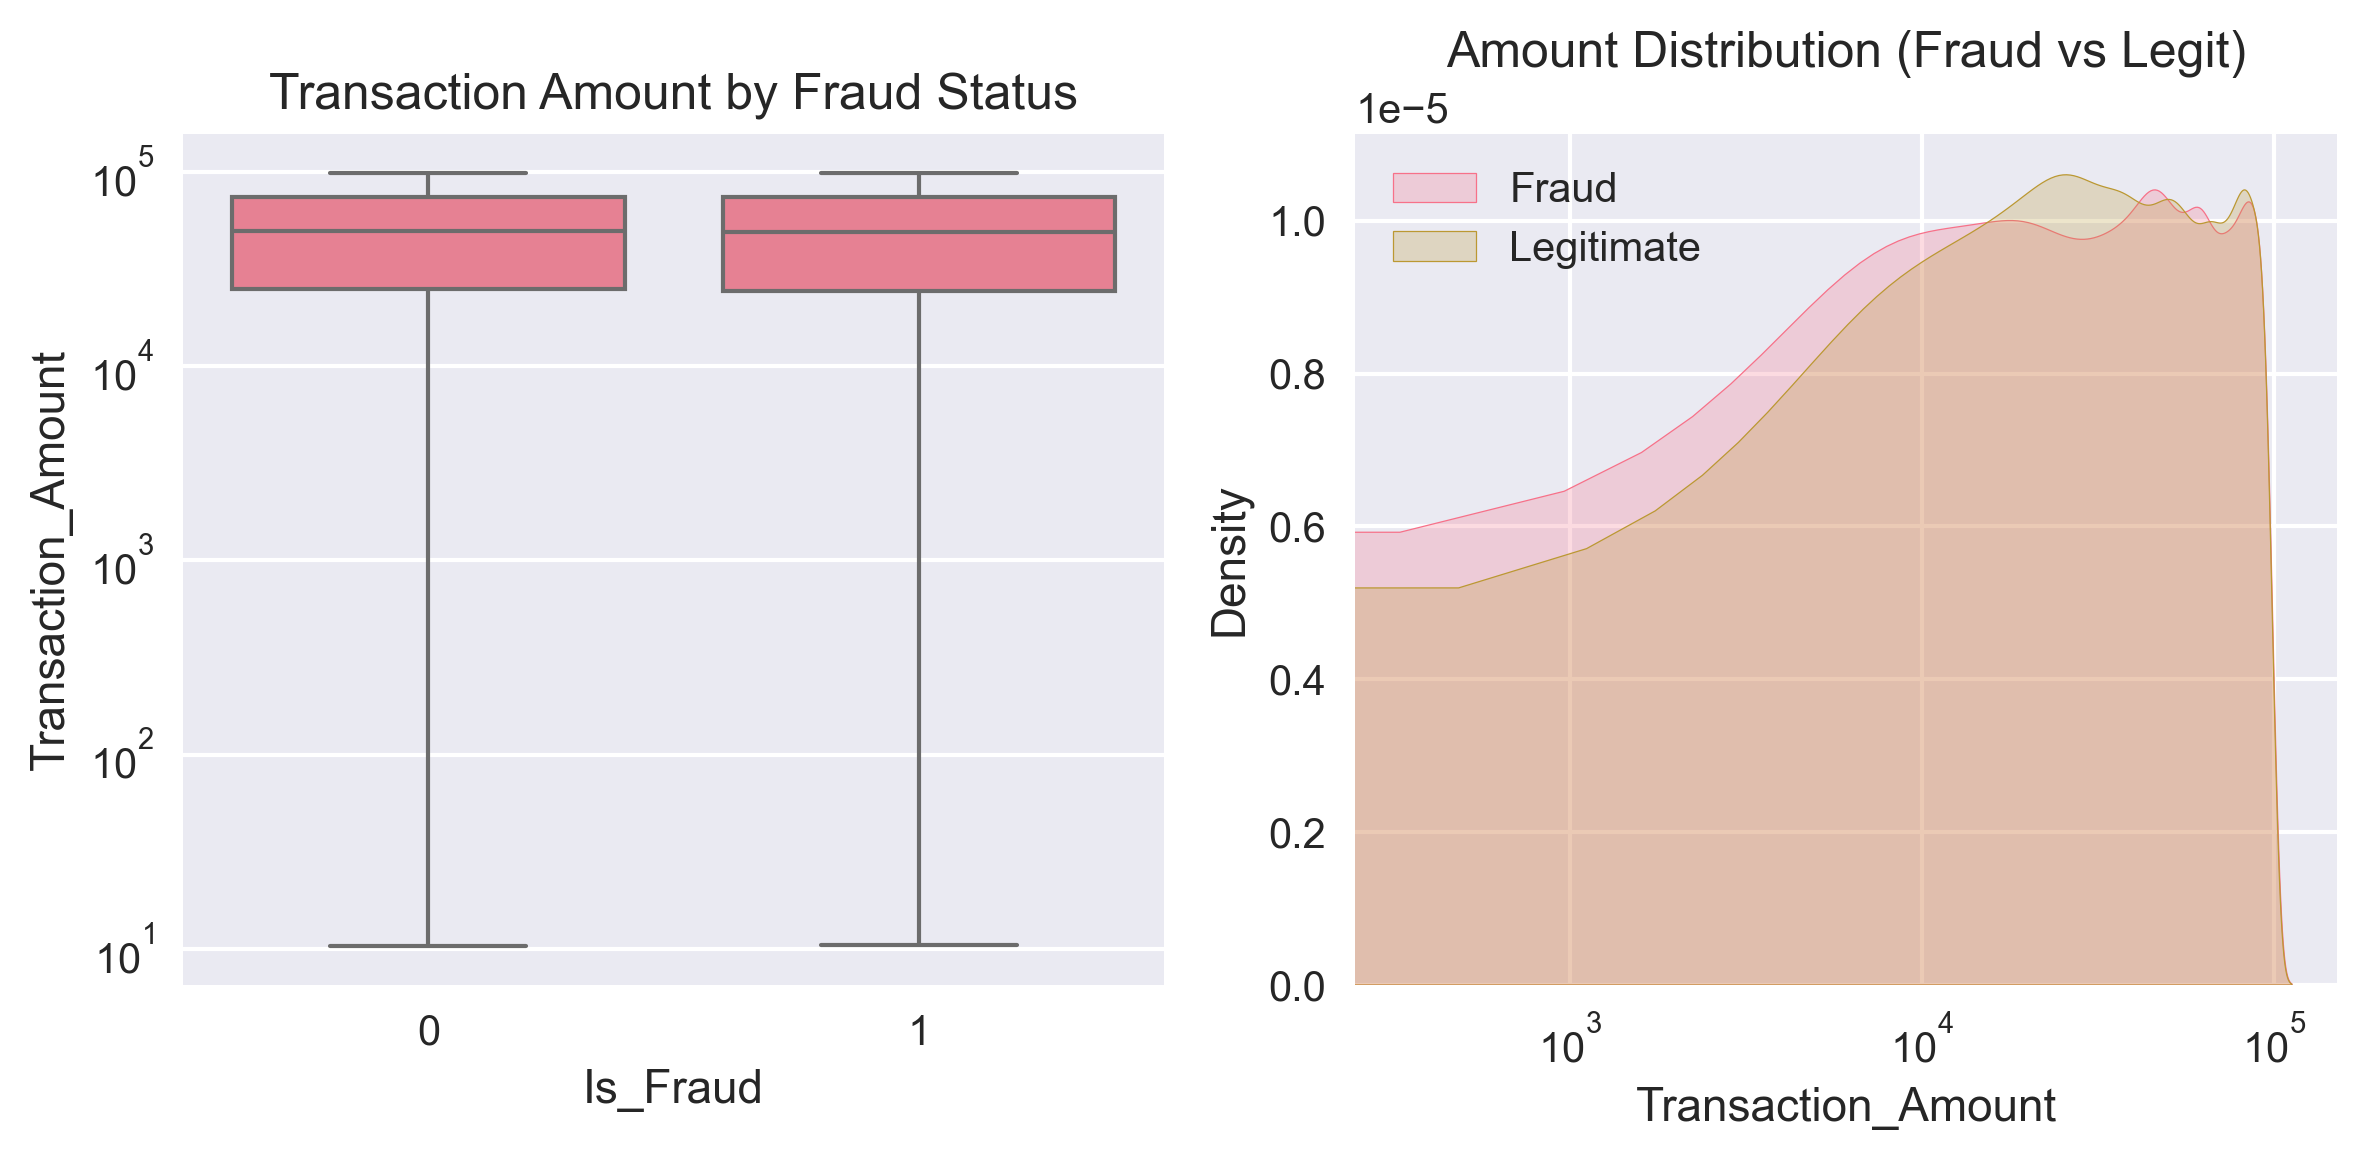 Transaction Amount by Fraud Status
Transaction_Amount
10^5
10^4
10^3
10^2
10^1
0
1
Is_Fraud
Amount Distribution (Fraud vs Legit)
1e−5
Fraud
Legitimate
Density
1.0
0.8
0.6
0.4
0.2
0.0
10^3
10^4
10^5
Transaction_Amount